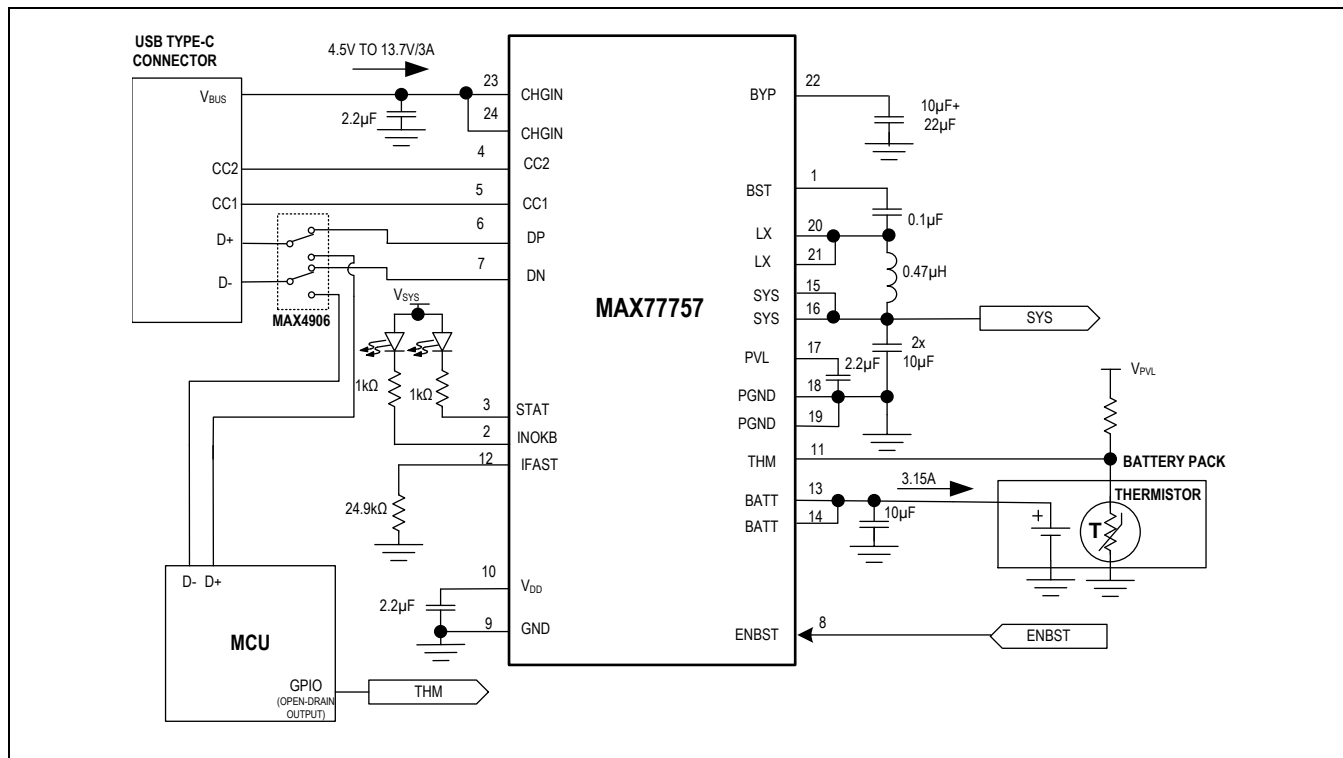 USB TYPE-C
CONNECTOR
4.5V TO 13.7V/3A
VBUS
2.2µF
23
CHGIN
24
CHGIN
CC2
4
CC2
CC1
5
CC1
D+
6
DP
D-
7
DN
MAX4906
VSYS
1kΩ
1kΩ
3
STAT
2
INOKB
12
IFAST
24.9kΩ
10
VDD
2.2µF
9
GND
D- D+
MCU
GPIO
(OPEN-DRAIN
OUTPUT)
THM
MAX77757
BYP
22
10µF+
22µF
BST
1
0.1µF
LX
20
LX
21
0.47µH
SYS
15
SYS
16
SYS
PVL
17
2.2µF
2x
10µF
PGND
18
PGND
19
VPVL
THM
11
BATTERY PACK
THERMISTOR
BATT
13
3.15A
BATT
14
10µF
+
T
ENBST
8
ENBST